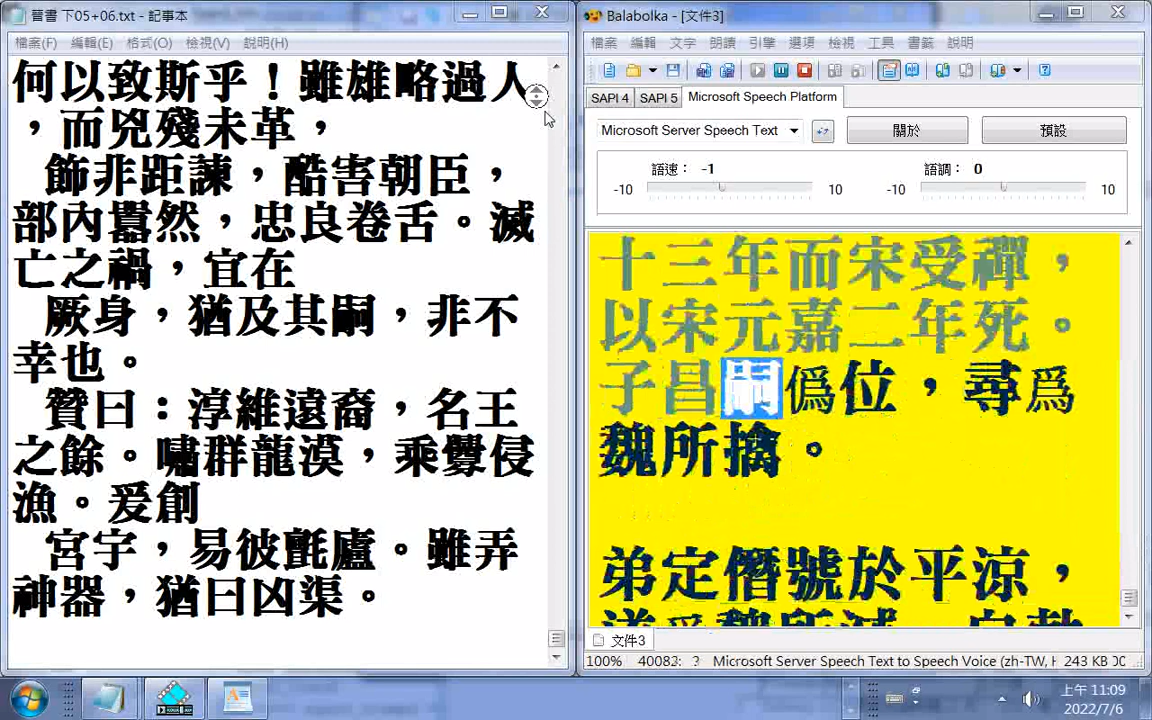 晉書 下05+06.txt - 記事本
檔案(F) 編輯(E) 格式(O) 檢視(V) 說明(H)
何以致斯乎！雖雄略過人
，而兇殘未革，
飾非距諫，酷害朝臣，
部內嚚然，忠良卷舌。滅
亡之禍，宜在
厥身，猶及其嗣，非不
幸也。
贊曰：淳維遠裔，名王
之餘。嘯群龍漠，乘釁侵
漁。爰創
宮宇，易彼氈廬。雖弄
神器，猶曰凶渠。
Balabolka - [文件3]
檔案 編輯 文字 朗讀 引擎 選項 檢視 工具 書籤 說明
SAPI 4 SAPI 5 Microsoft Speech Platform
Microsoft Server Speech Text 關於 預設
語速： -1 語調： 0
-10 10 -10 10
十三年而宋受禪，
以宋元嘉二年死。
子昌嗣僞位，尋爲
魏所擒。
弟定僭號於平涼，
遂爲魏所滅。自勃
文件3
100% 40082: ? Microsoft Server Speech Text to Speech Voice (zh-TW, H 243 KB
上午 11:09
2022/7/6